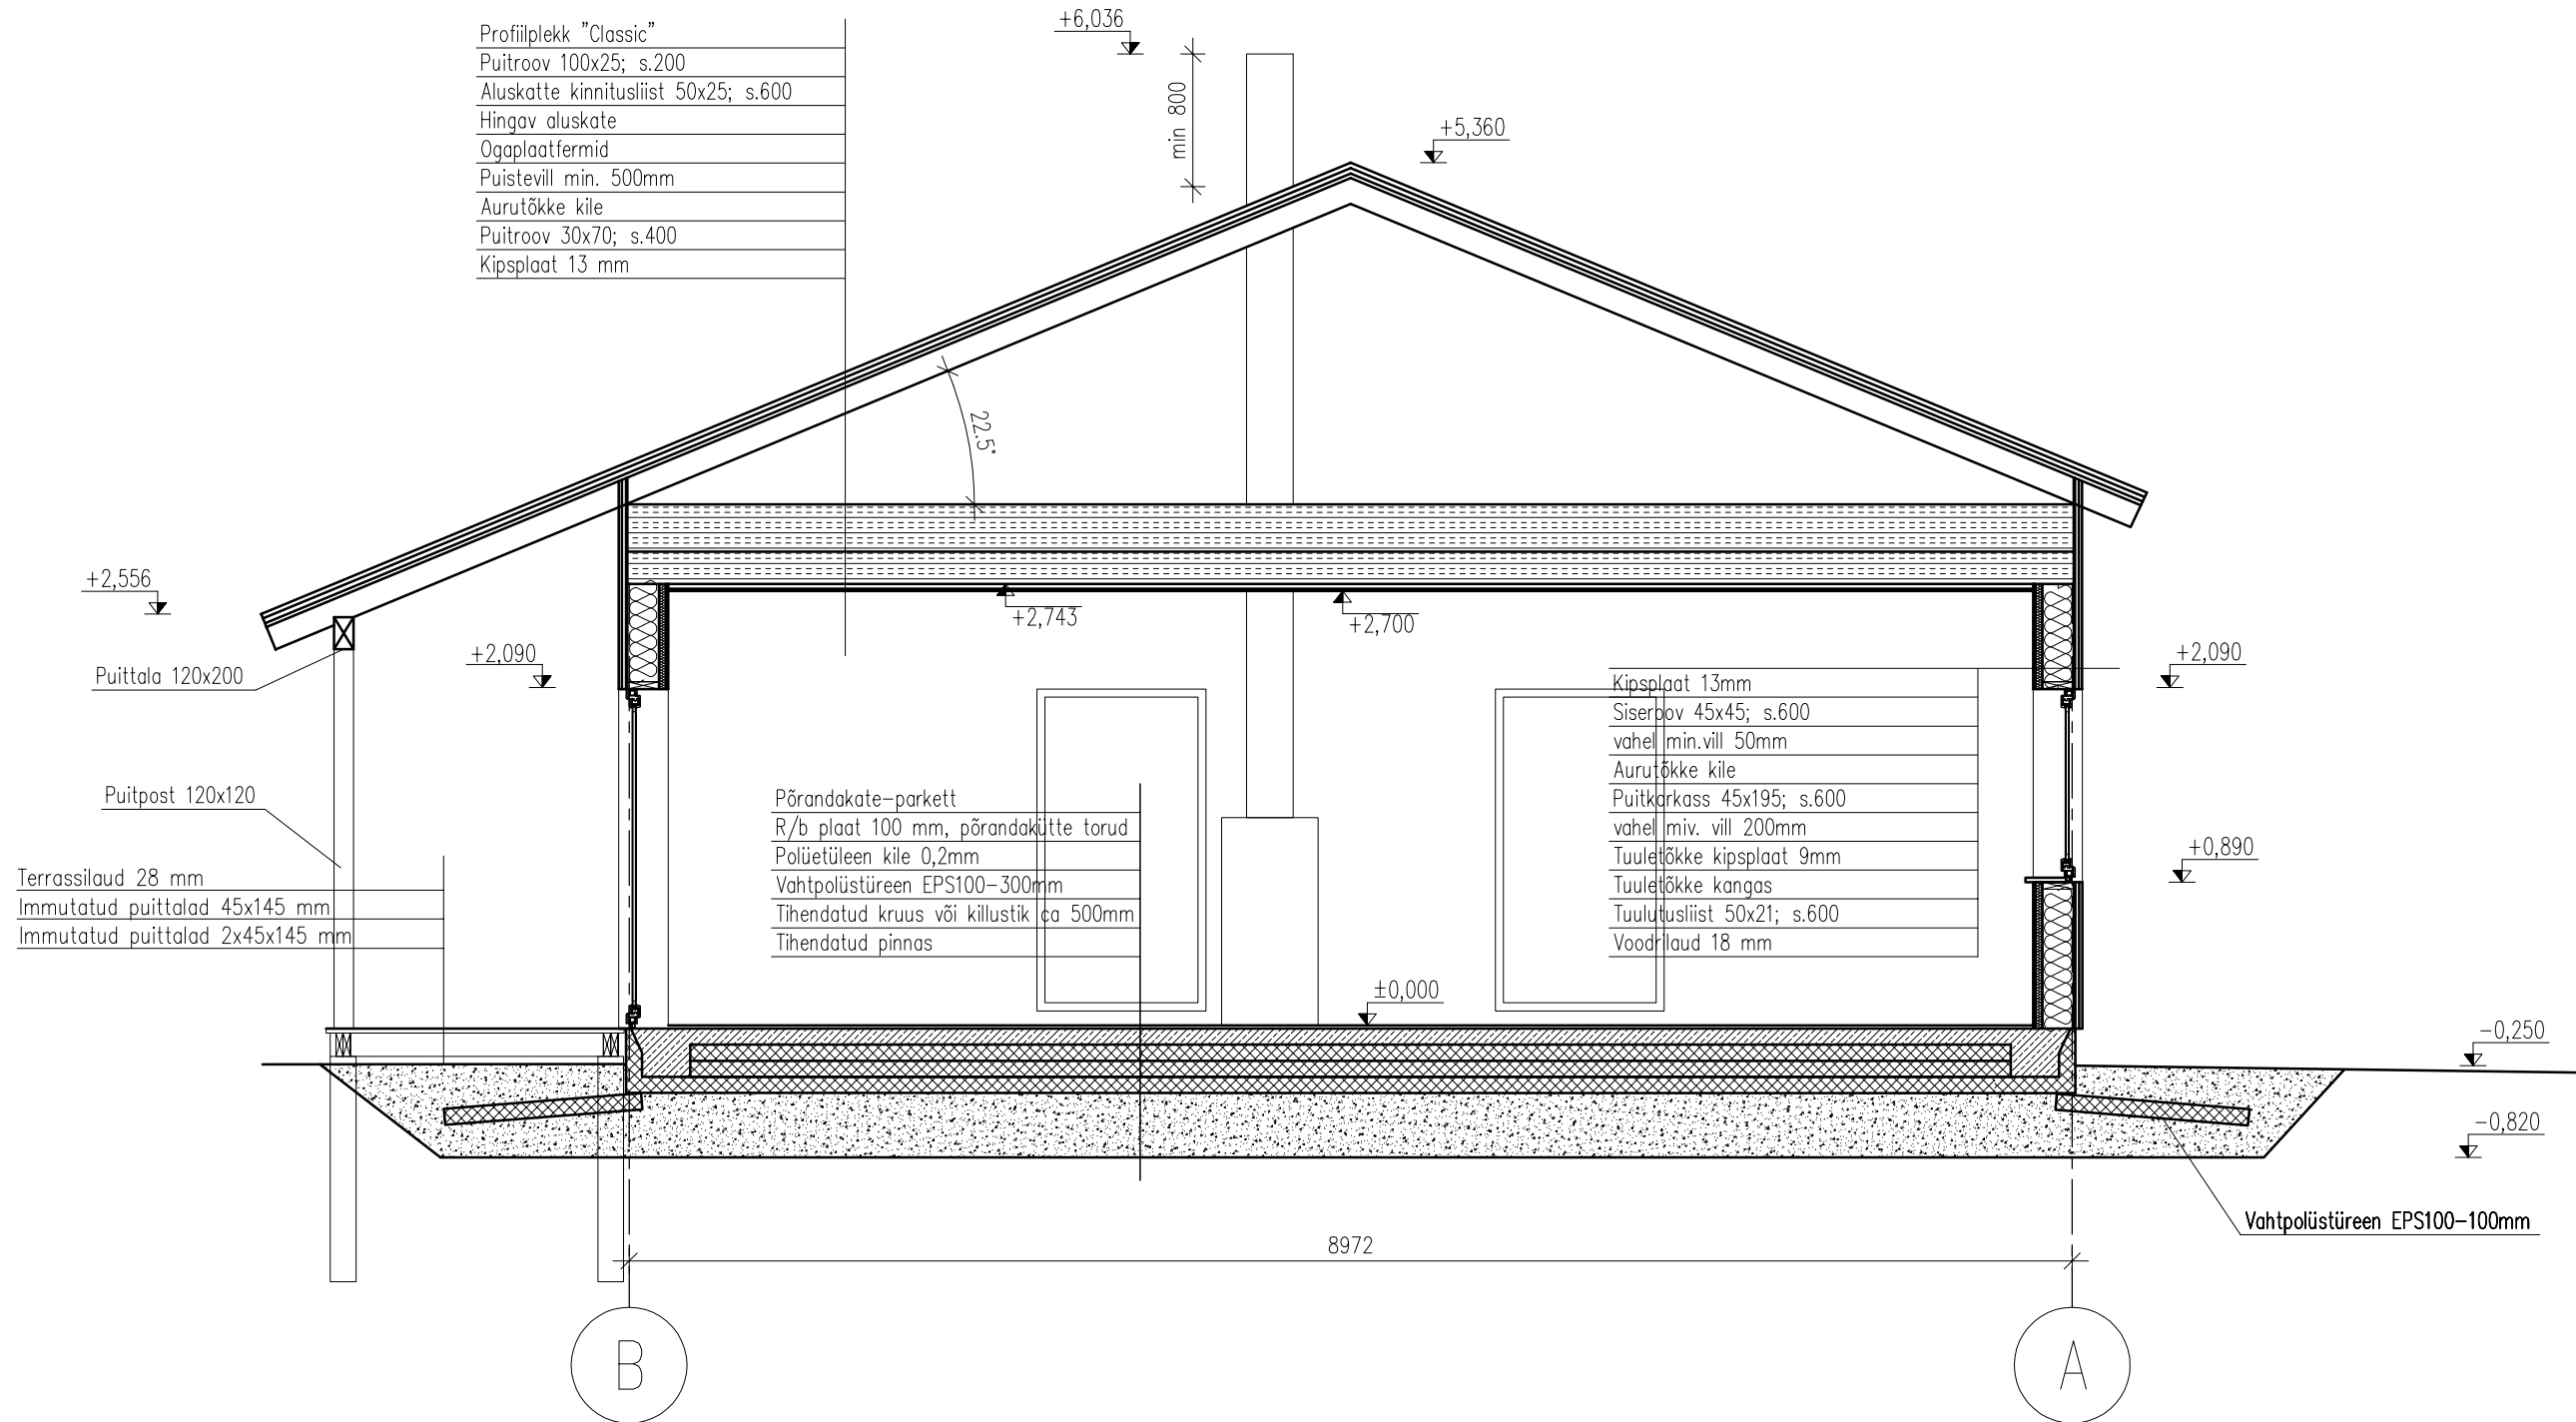 Profiilplekk "Classic"
Puitroov 100x25; s.200
Aluskatte kinnitusliist 50x25; s.600
Hingav aluskate
Ogaplaatfermid
Puistevill min. 500mm
Aurutõkke kile
Puitroov 30x70; s.400
Kipsplaat 13 mm
+6,036
min 800
+5,360
22.5°
+2,556
+2,743
+2,700
+2,090
+2,090
Puittala 120x200
Puitpost 120x120
Terrassilaud 28 mm
Immutatud puittalad 45x145 mm
Immutatud puittalad 2x45x145 mm
Põrandakate-parkett
R/b plaat 100 mm, põrandakütte torud
Polüetüleen kile 0,2mm
Vahtpolüstüreen EPS100-300mm
Tihendatud kruus või killustik ca 500mm
Tihendatud pinnas
Kipsplaat 13mm
Siseroov 45x45; s.600
vahel min.vill 50mm
Aurutõkke kile
Puitkarkass 45x195; s.600
vahel miv. vill 200mm
Tuuletõkke kipsplaat 9mm
Tuuletõkke kangas
Tuulutusliist 50x21; s.600
Voodrilaud 18 mm
+0,890
±0,000
-0,250
-0,820
Vahtpolüstüreen EPS100-100mm
8972
B
A